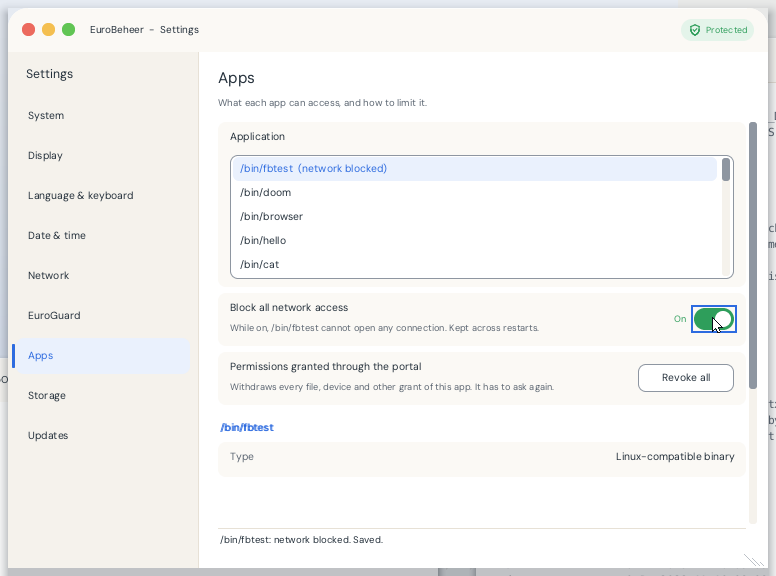 EuroBeheer - Settings
Protected
Settings
System
Display
Language & keyboard
Date & time
Network
EuroGuard
Apps
Storage
Updates
Apps
What each app can access, and how to limit it.
Application
/bin/fbtest (network blocked)
/bin/doom
/bin/browser
/bin/hello
/bin/cat
Block all network access
On
While on, /bin/fbtest cannot open any connection. Kept across restarts.
Permissions granted through the portal
Withdraws every file, device and other grant of this app. It has to ask again.
Revoke all
/bin/fbtest
Type
Linux-compatible binary
/bin/fbtest: network blocked. Saved.